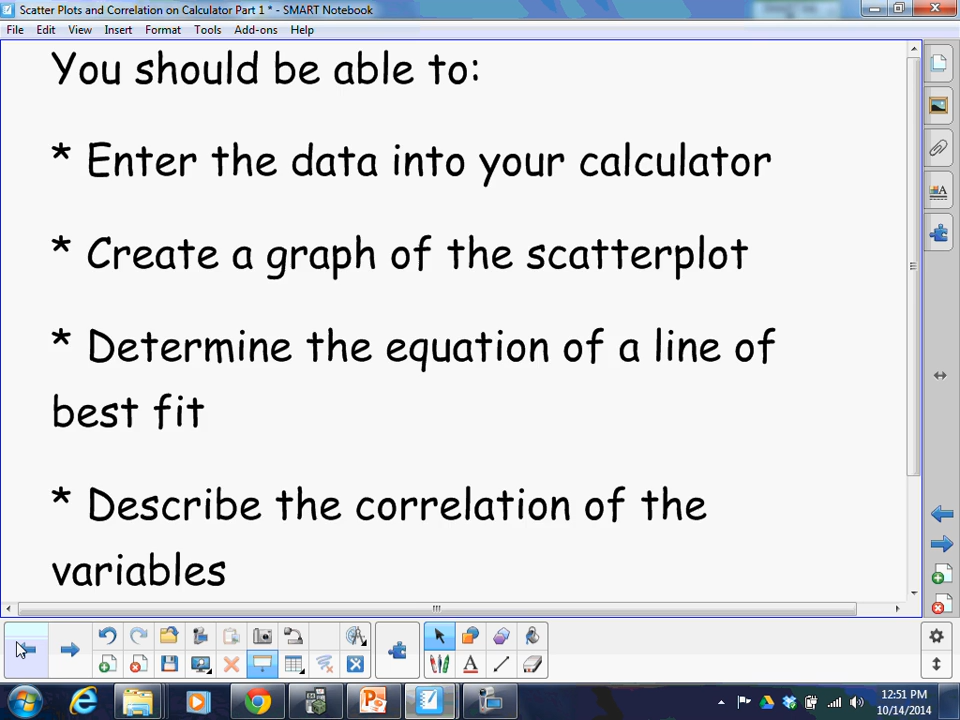 Scatter Plots and Correlation on Calculator Part 1 * - SMART Notebook
File Edit View Insert Format Tools Add-ons Help
You should be able to:
* Enter the data into your calculator
* Create a graph of the scatterplot
* Determine the equation of a line of
best fit
* Describe the correlation of the
variables
12:51 PM
10/14/2014